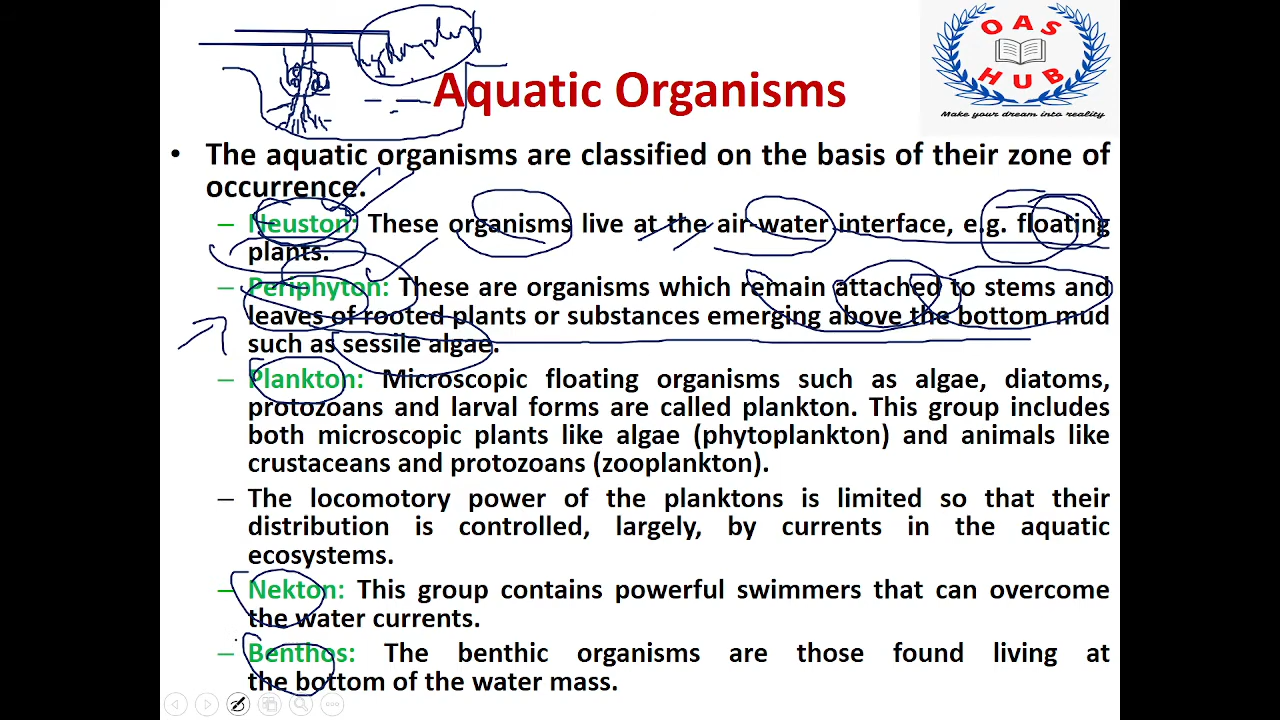 OAS
HUB
Make your dream into reality
Aquatic Organisms
• The aquatic organisms are classified on the basis of their zone of
occurrence.
– Neuston: These organisms live at the air-water interface, e.g. floating
plants.
– Periphyton: These are organisms which remain attached to stems and
leaves of rooted plants or substances emerging above the bottom mud
such as sessile algae.
– Plankton: Microscopic floating organisms such as algae, diatoms,
protozoans and larval forms are called plankton. This group includes
both microscopic plants like algae (phytoplankton) and animals like
crustaceans and protozoans (zooplankton).
– The locomotory power of the planktons is limited so that their
distribution is controlled, largely, by currents in the aquatic
ecosystems.
– Nekton: This group contains powerful swimmers that can overcome
the water currents.
– Benthos: The benthic organisms are those found living at
the bottom of the water mass.